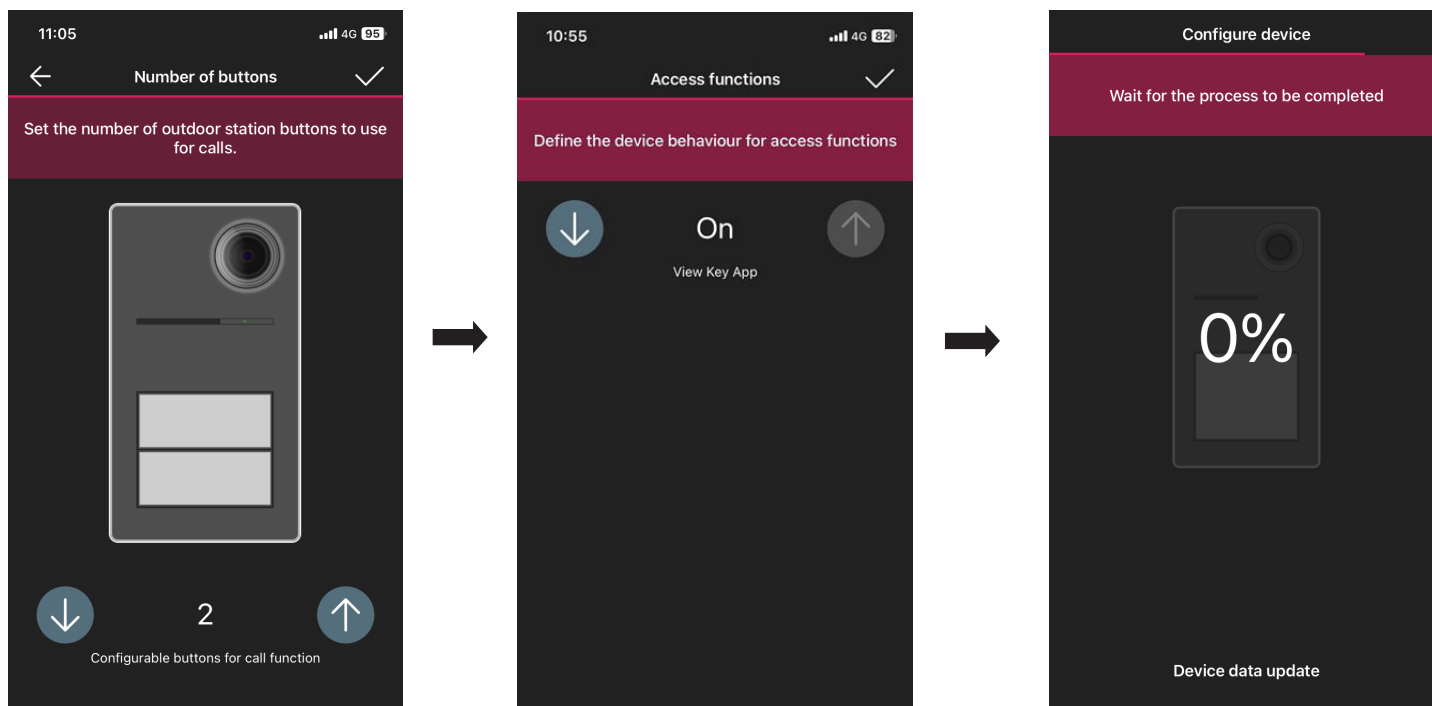 11:05
4G 95
Number of buttons
Set the number of outdoor station buttons to use
for calls.
2
Configurable buttons for call function
10:55
4G 82
Access functions
Define the device behaviour for access functions
On
View Key App
Configure device
Wait for the process to be completed
0%
Device data update